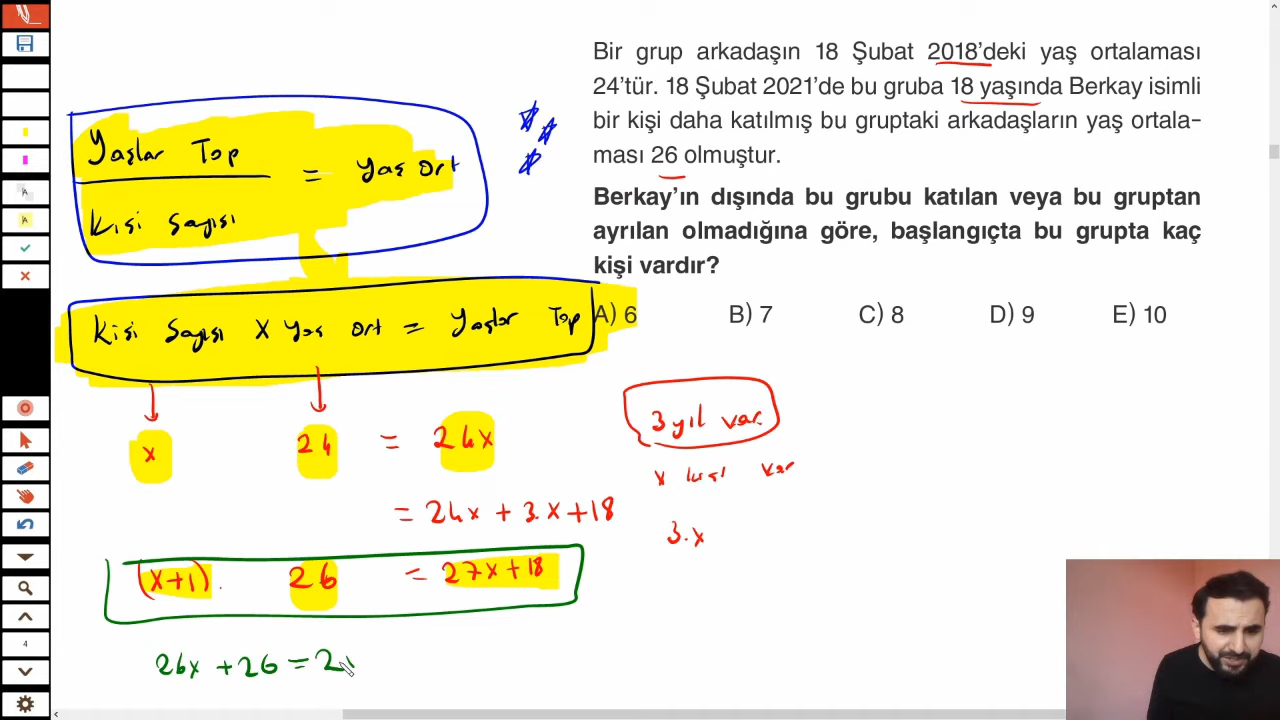 Bir grup arkadaşın 18 Şubat 2018'deki yaş ortalaması
24'tür. 18 Şubat 2021'de bu gruba 18 yaşında Berkay isimli
bir kişi daha katılmış bu gruptaki arkadaşların yaş ortala-
ması 26 olmuştur.
Berkay'ın dışında bu grubu katılan veya bu gruptan
ayrılan olmadığına göre, başlangıçta bu grupta kaç
kişi vardır?
A) 6 B) 7 C) 8 D) 9 E) 10
Yaşlar Top
= Yaş Ort
Kişi Sayısı
Kişi Sayısı x Yaş Ort = Yaşlar Top
x 24 = 24x
= 24x + 3.x + 18
(x+1) . 26 = 27x + 18
26x + 26 = 2
3 yıl var.
x kişi var
3.x
A
A
4